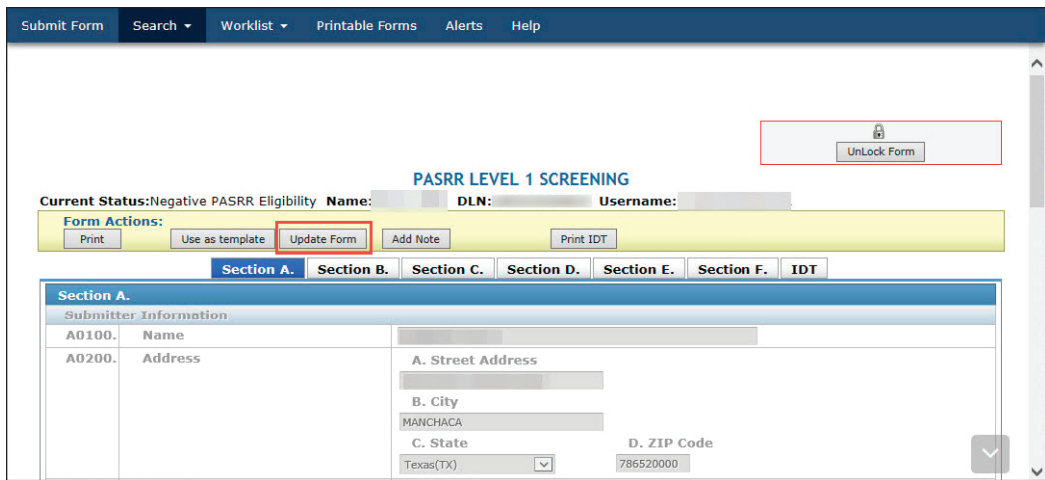 Submit Form Search Worklist Printable Forms Alerts Help
UnLock Form
PASRR LEVEL 1 SCREENING
Current Status:Negative PASRR Eligibility Name: DLN: Username:
Form Actions:
Print Use as template Update Form Add Note Print IDT
Section A. Section B. Section C. Section D. Section E. Section F. IDT
Section A.
Submitter Information
A0100. Name
A0200. Address A. Street Address
B. City
MANCHACA
C. State D. ZIP Code
Texas(TX) 786520000